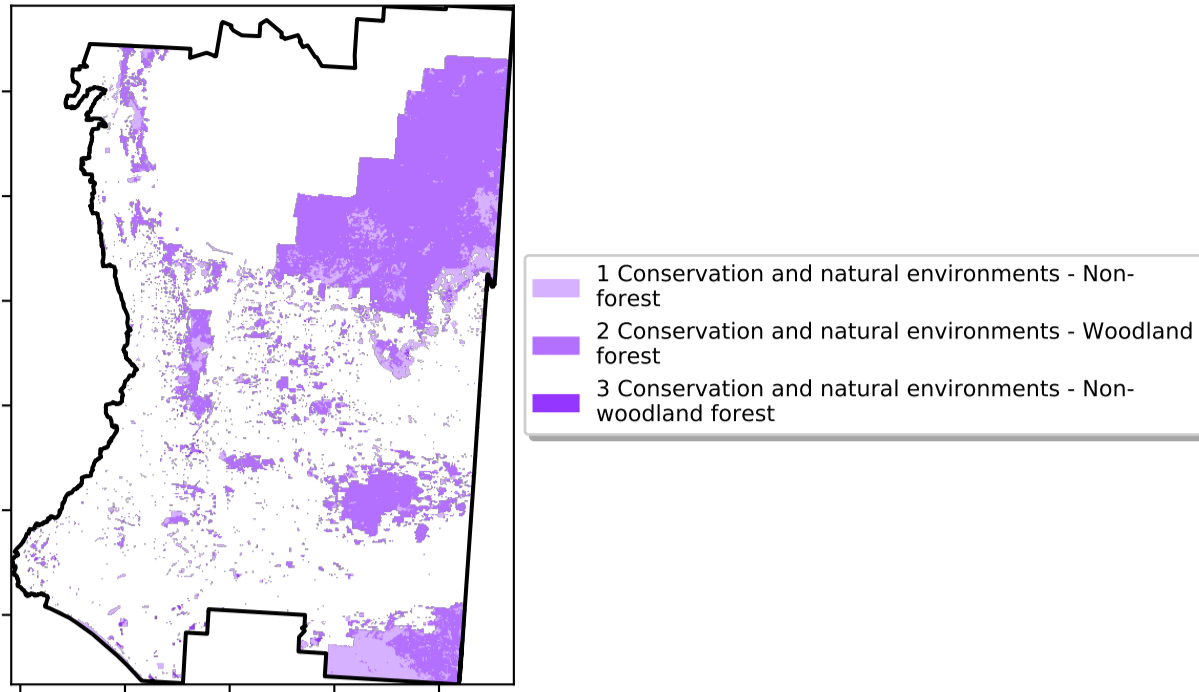 1 Conservation and natural environments - Non-
forest
2 Conservation and natural environments - Woodland
forest
3 Conservation and natural environments - Non-
woodland forest